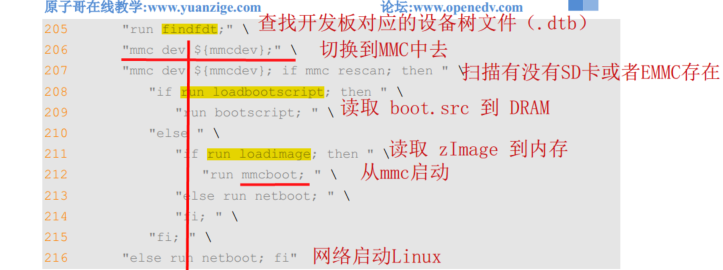 原子哥在线教学:www.yuanzige.com 论坛:www.openedv.com
205 "run findfdt;" \ 查找开发板对应的设备树文件（.dtb）
206 "mmc dev ${mmcdev};" \ 切换到MMC中去
207 "mmc dev ${mmcdev}; if mmc rescan; then " \ 扫描有没有SD卡或者EMMC存在
208 "if run loadbootscript; then " \
209 "run bootscript; " \ 读取 boot.src 到 DRAM
210 "else " \
211 "if run loadimage; then " \ 读取 zImage 到内存
212 "run mmcboot; " \ 从mmc启动
213 "else run netboot; " \
214 "fi; " \
215 "fi; " \
216 "else run netboot; fi" 网络启动Linux